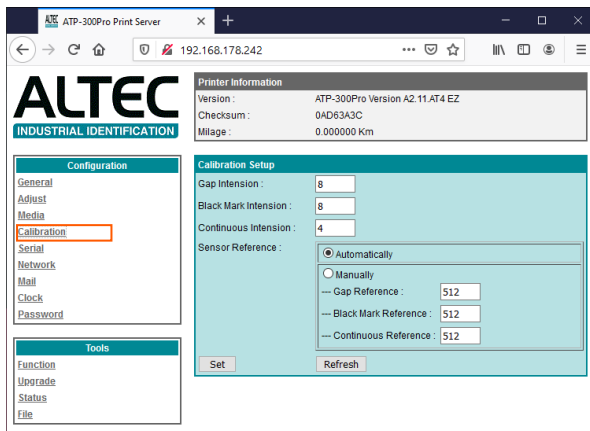 ALTEC ATP-300Pro Print Server
192.168.178.242
ALTEC
INDUSTRIAL IDENTIFICATION
Printer Information
Version : ATP-300Pro Version A2.11.AT4 EZ
Checksum : 0AD63A3C
Milage : 0.000000 Km
Configuration
General
Adjust
Media
Calibration
Serial
Network
Mail
Clock
Password
Tools
Function
Upgrade
Status
File
Calibration Setup
Gap Intension : 8
Black Mark Intension : 8
Continuous Intension : 4
Sensor Reference :
Automatically
Manually
--- Gap Reference : 512
--- Black Mark Reference : 512
--- Continuous Reference : 512
Set Refresh